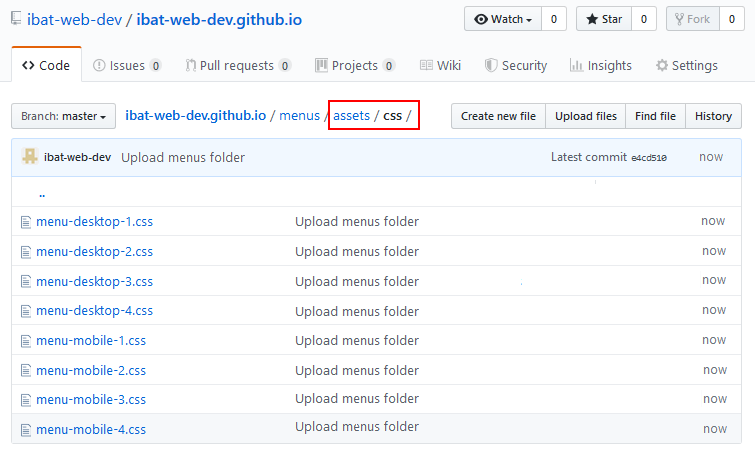 ibat-web-dev / ibat-web-dev.github.io Watch 0 Star 0 Fork 0
Code Issues 0 Pull requests 0 Projects 0 Wiki Security Insights Settings
Branch: master ibat-web-dev.github.io / menus / assets / css / Create new file Upload files Find file History
ibat-web-dev Upload menus folder Latest commit e4cd510 now
..
menu-desktop-1.css Upload menus folder now
menu-desktop-2.css Upload menus folder now
menu-desktop-3.css Upload menus folder now
menu-desktop-4.css Upload menus folder now
menu-mobile-1.css Upload menus folder now
menu-mobile-2.css Upload menus folder now
menu-mobile-3.css Upload menus folder now
menu-mobile-4.css Upload menus folder now